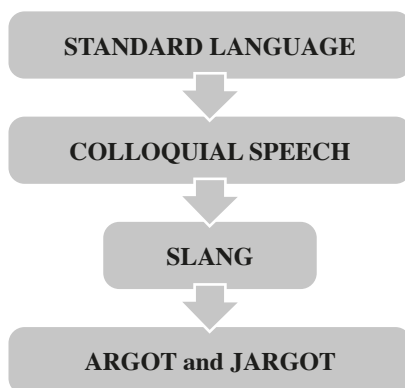 STANDARD LANGUAGE
COLLOQUIAL SPEECH
SLANG
ARGOT and JARGOT